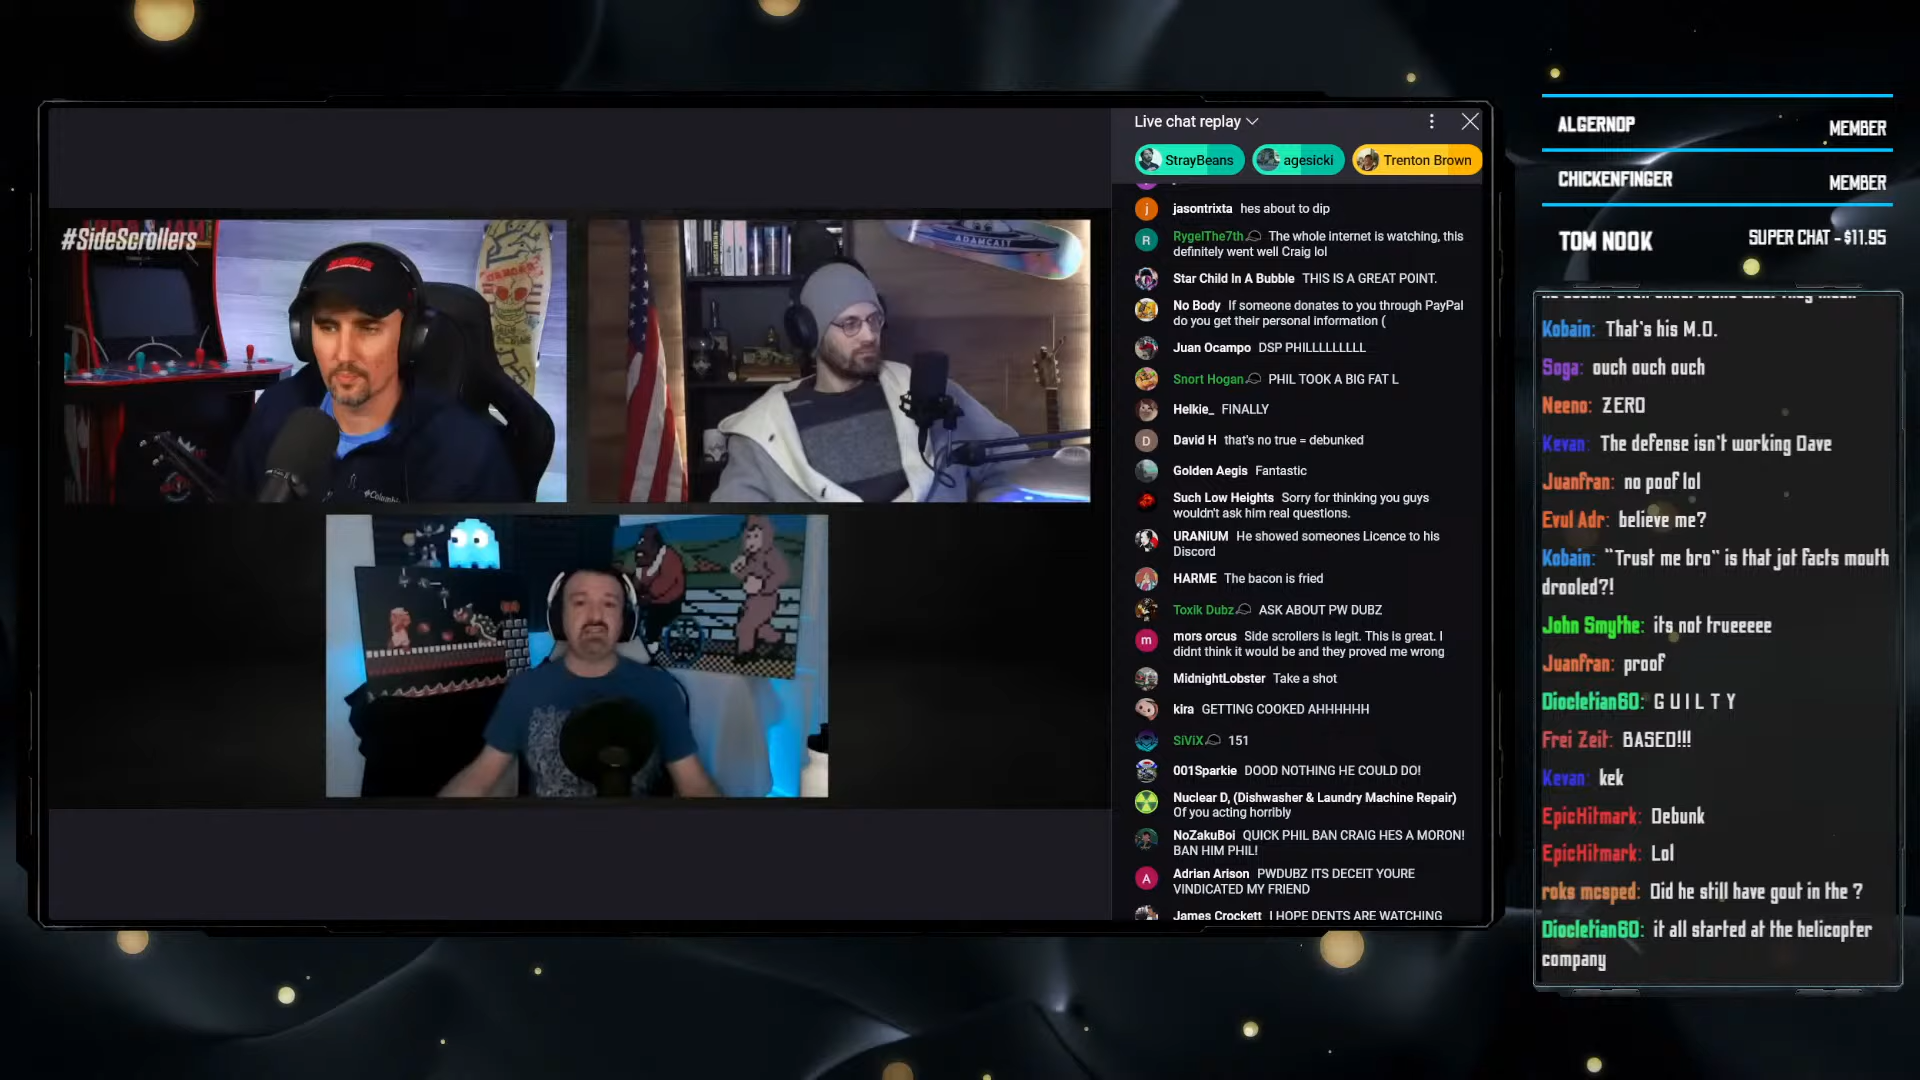 #SideScrollers
ADAMCAST
Live chat replay
StrayBeans
agesicki
Trenton Brown
jasontrixta hes about to dip
RygelThe7th The whole internet is watching, this
definitely went well Craig lol
Star Child In A Bubble THIS IS A GREAT POINT.
No Body If someone donates to you through PayPal
do you get their personal information (
Juan Ocampo DSP PHILLLLLLLLL
Snort Hogan PHIL TOOK A BIG FAT L
Helkie_ FINALLY
D
David H that's no true = debunked
Golden Aegis Fantastic
Such Low Heights Sorry for thinking you guys
wouldn't ask him real questions.
URANiUM He showed someones Licence to his
Discord
HARME The bacon is fried
Toxik Dubz ASK ABOUT PW DUBZ
m
mors orcus Side scrollers is legit. This is great. I
didnt think it would be and they proved me wrong
MidnightLobster Take a shot
kira GETTING COOKED AHHHHHH
SiViX 151
001Sparkie DOOD NOTHING HE COULD DO!
Nuclear D, (Dishwasher & Laundry Machine Repair)
Of you acting horribly
NoZakuBoi QUICK PHIL BAN CRAIG HES A MORON!
BAN HIM PHIL!
A
Adrian Arison PWDUBZ ITS DECEIT YOURE
VINDICATED MY FRIEND
James Crockett I HOPE DENTS ARE WATCHING
ALGERNOP MEMBER
CHICKENFINGER MEMBER
TOM NOOK SUPER CHAT - $11.95
Kobain: That's his M.O.
Soga: ouch ouch ouch
Neeno: ZERO
Kevan: The defense isn't working Dave
Juanfran: no poof lol
Evul Adr: believe me?
Kobain: "Trust me bro" is that jot facts mouth
drooled?!
John Smythe: its not trueeeee
Juanfran: proof
Diocletian60: G U I L T Y
Frei Zeit: BASED!!!
Kevan: kek
EpicHitmark: Debunk
EpicHitmark: Lol
roks mcsped: Did he still have gout in the ?
Diocletian60: it all started at the helicopter
company